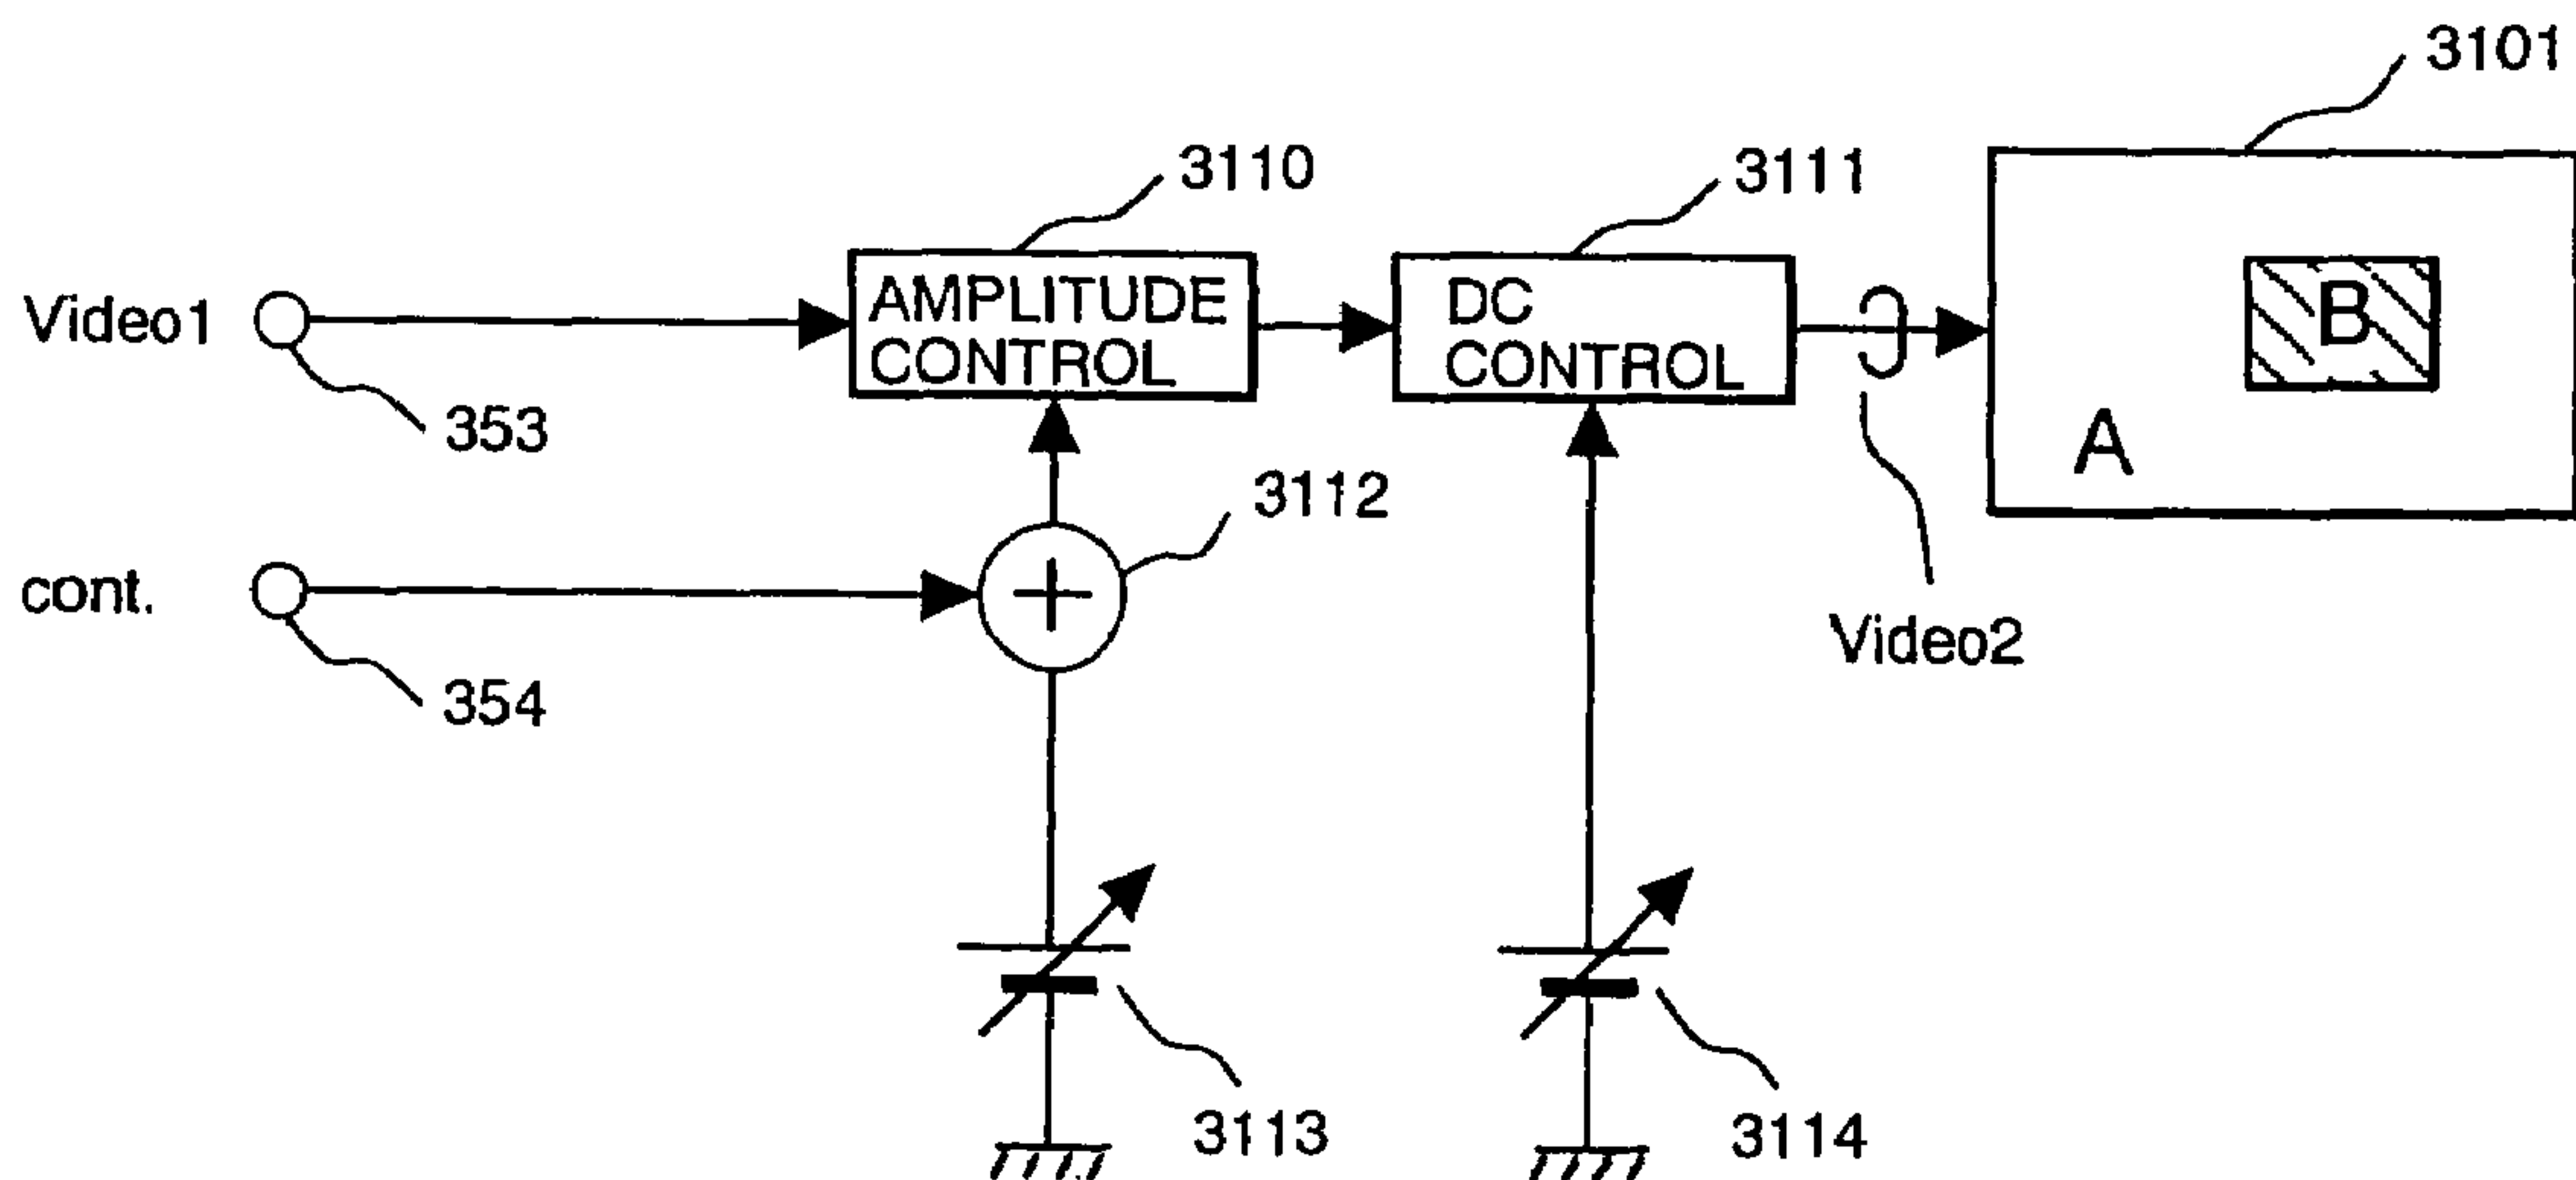 3101
3110
3111
Video1
AMPLITUDE
CONTROL
DC
CONTROL
B
A
353
3112
cont.
354
Video2
3113
3114